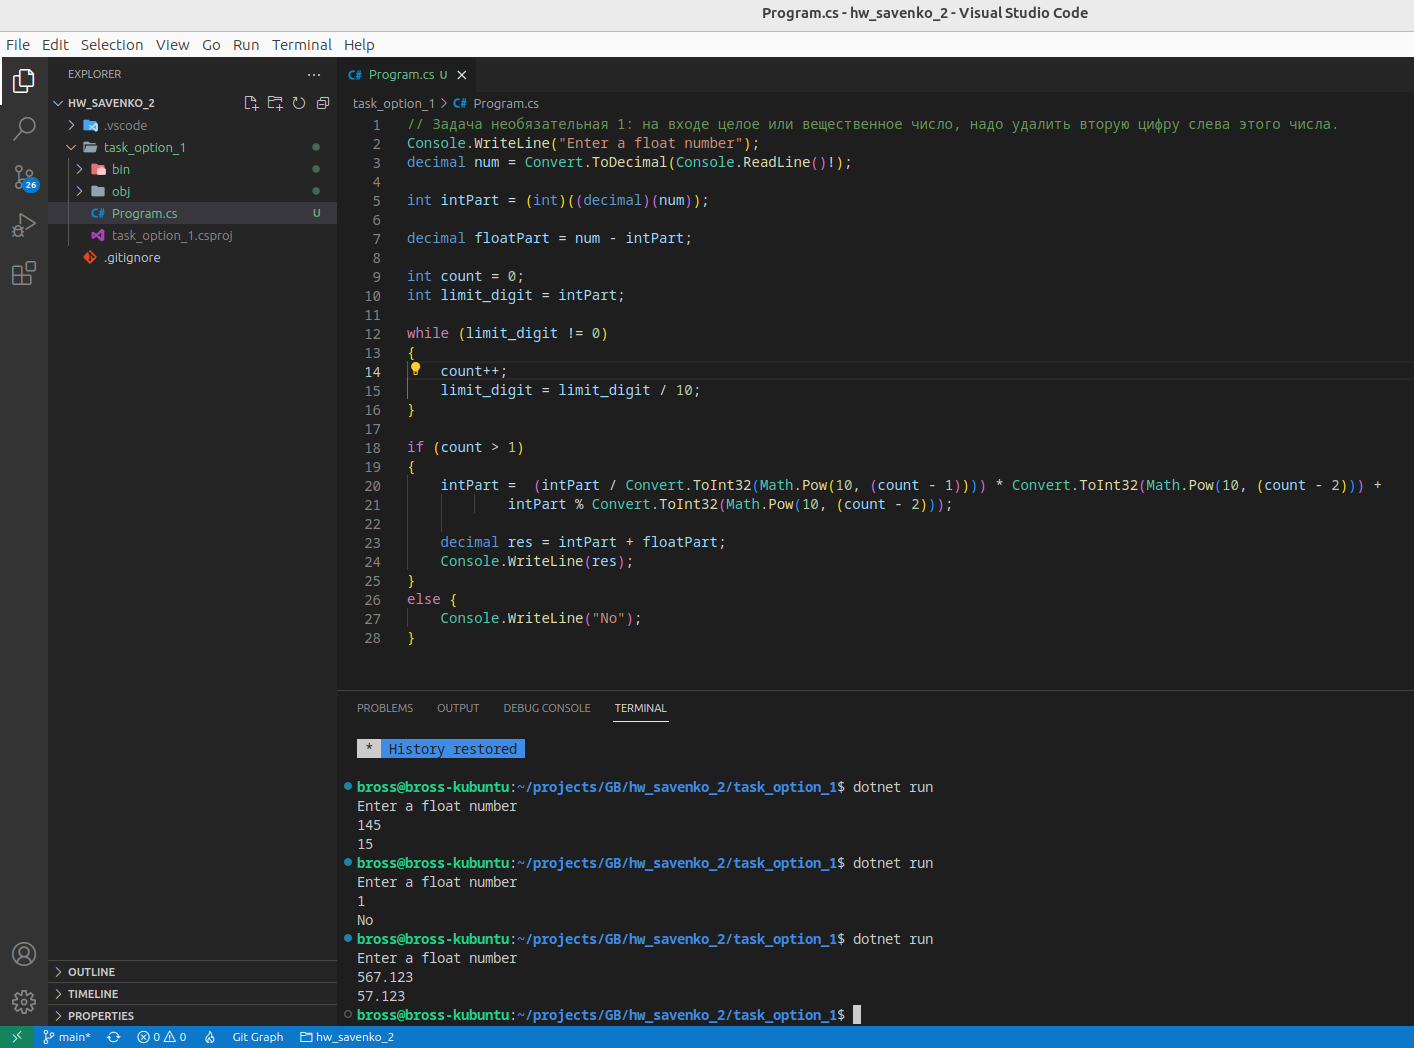 Program.cs - hw_savenko_2 - Visual Studio Code
File Edit Selection View Go Run Terminal Help
EXPLORER ...
HW_SAVENKO_2
.vscode
task_option_1
bin
obj
C# Program.cs U
task_option_1.csproj
.gitignore
26
OUTLINE
TIMELINE
PROPERTIES
C# Program.cs U
task_option_1 > C# Program.cs
1 // Задача необязательная 1: на входе целое или вещественное число, надо удалить вторую цифру слева этого числа.
2 Console.WriteLine("Enter a float number");
3 decimal num = Convert.ToDecimal(Console.ReadLine()!);
4
5 int intPart = (int)((decimal)(num));
6
7 decimal floatPart = num - intPart;
8
9 int count = 0;
10 int limit_digit = intPart;
11
12 while (limit_digit != 0)
13 {
14 count++;
15 limit_digit = limit_digit / 10;
16 }
17
18 if (count > 1)
19 {
20 intPart =  (intPart / Convert.ToInt32(Math.Pow(10, (count - 1)))) * Convert.ToInt32(Math.Pow(10, (count - 2))) +
21 intPart % Convert.ToInt32(Math.Pow(10, (count - 2)));
22
23 decimal res = intPart + floatPart;
24 Console.WriteLine(res);
25 }
26 else {
27 Console.WriteLine("No");
28 }
PROBLEMS OUTPUT DEBUG CONSOLE TERMINAL
* History restored
bross@bross-kubuntu:~/projects/GB/hw_savenko_2/task_option_1$ dotnet run
Enter a float number
145
15
bross@bross-kubuntu:~/projects/GB/hw_savenko_2/task_option_1$ dotnet run
Enter a float number
1
No
bross@bross-kubuntu:~/projects/GB/hw_savenko_2/task_option_1$ dotnet run
Enter a float number
567.123
57.123
bross@bross-kubuntu:~/projects/GB/hw_savenko_2/task_option_1$
main* 0 0 Git Graph hw_savenko_2